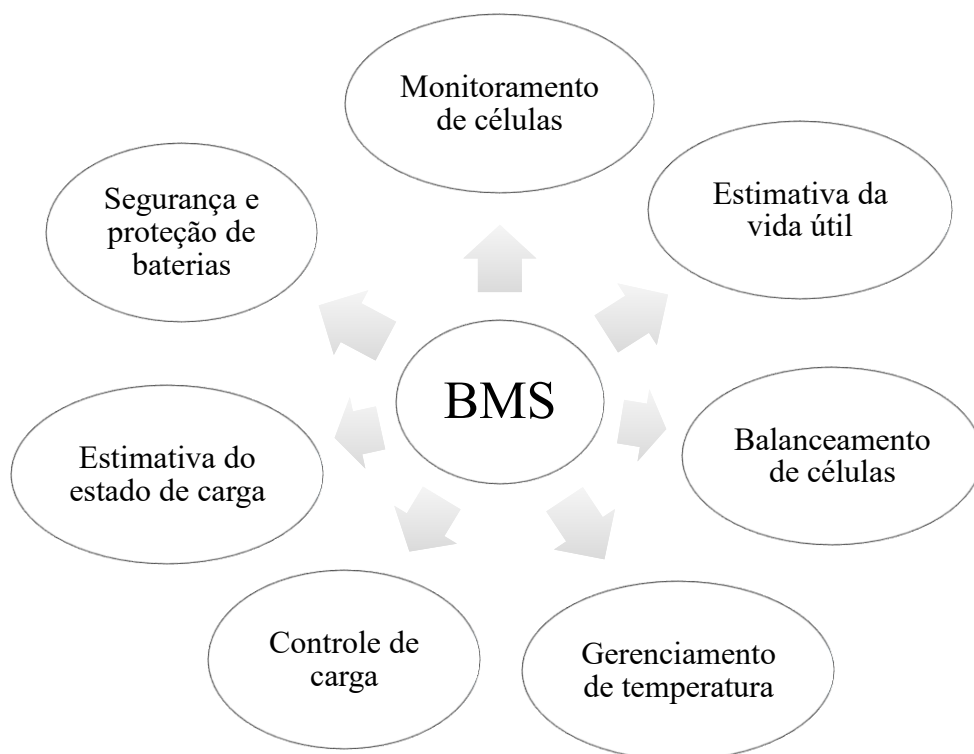 Monitoramento
de células
Segurança e
proteção de
baterias
Estimativa da
vida útil
BMS
Estimativa do
estado de carga
Balanceamento
de células
Controle de
carga
Gerenciamento
de temperatura